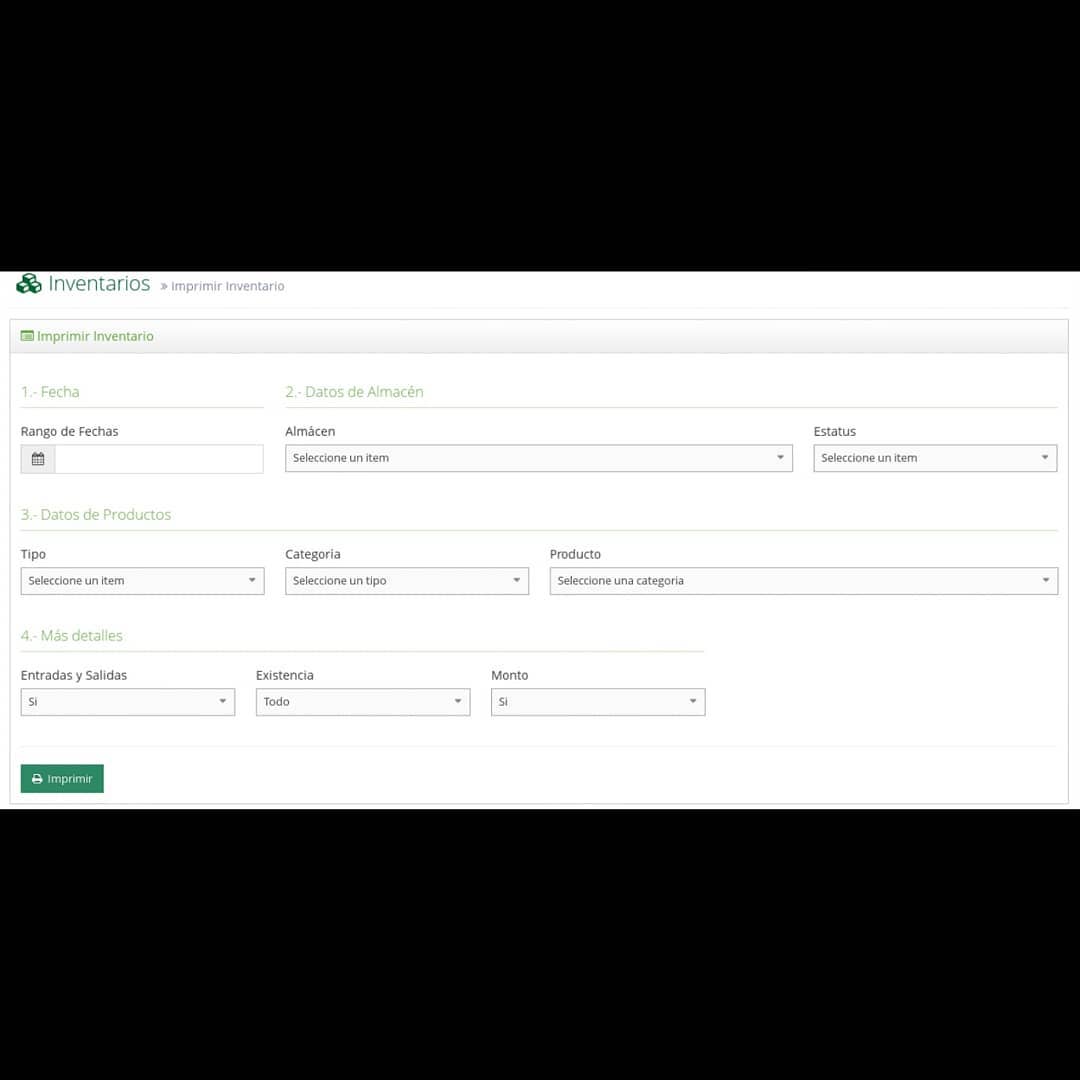 Inventarios » Imprimir Inventario
Imprimir Inventario
1.- Fecha 2.- Datos de Almacén
Rango de Fechas Almácen Estatus
Seleccione un item Seleccione un item
3.- Datos de Productos
Tipo Categoria Producto
Seleccione un item Seleccione un tipo Seleccione una categoria
4.- Más detalles
Entradas y Salidas Existencia Monto
Si Todo Si
Imprimir